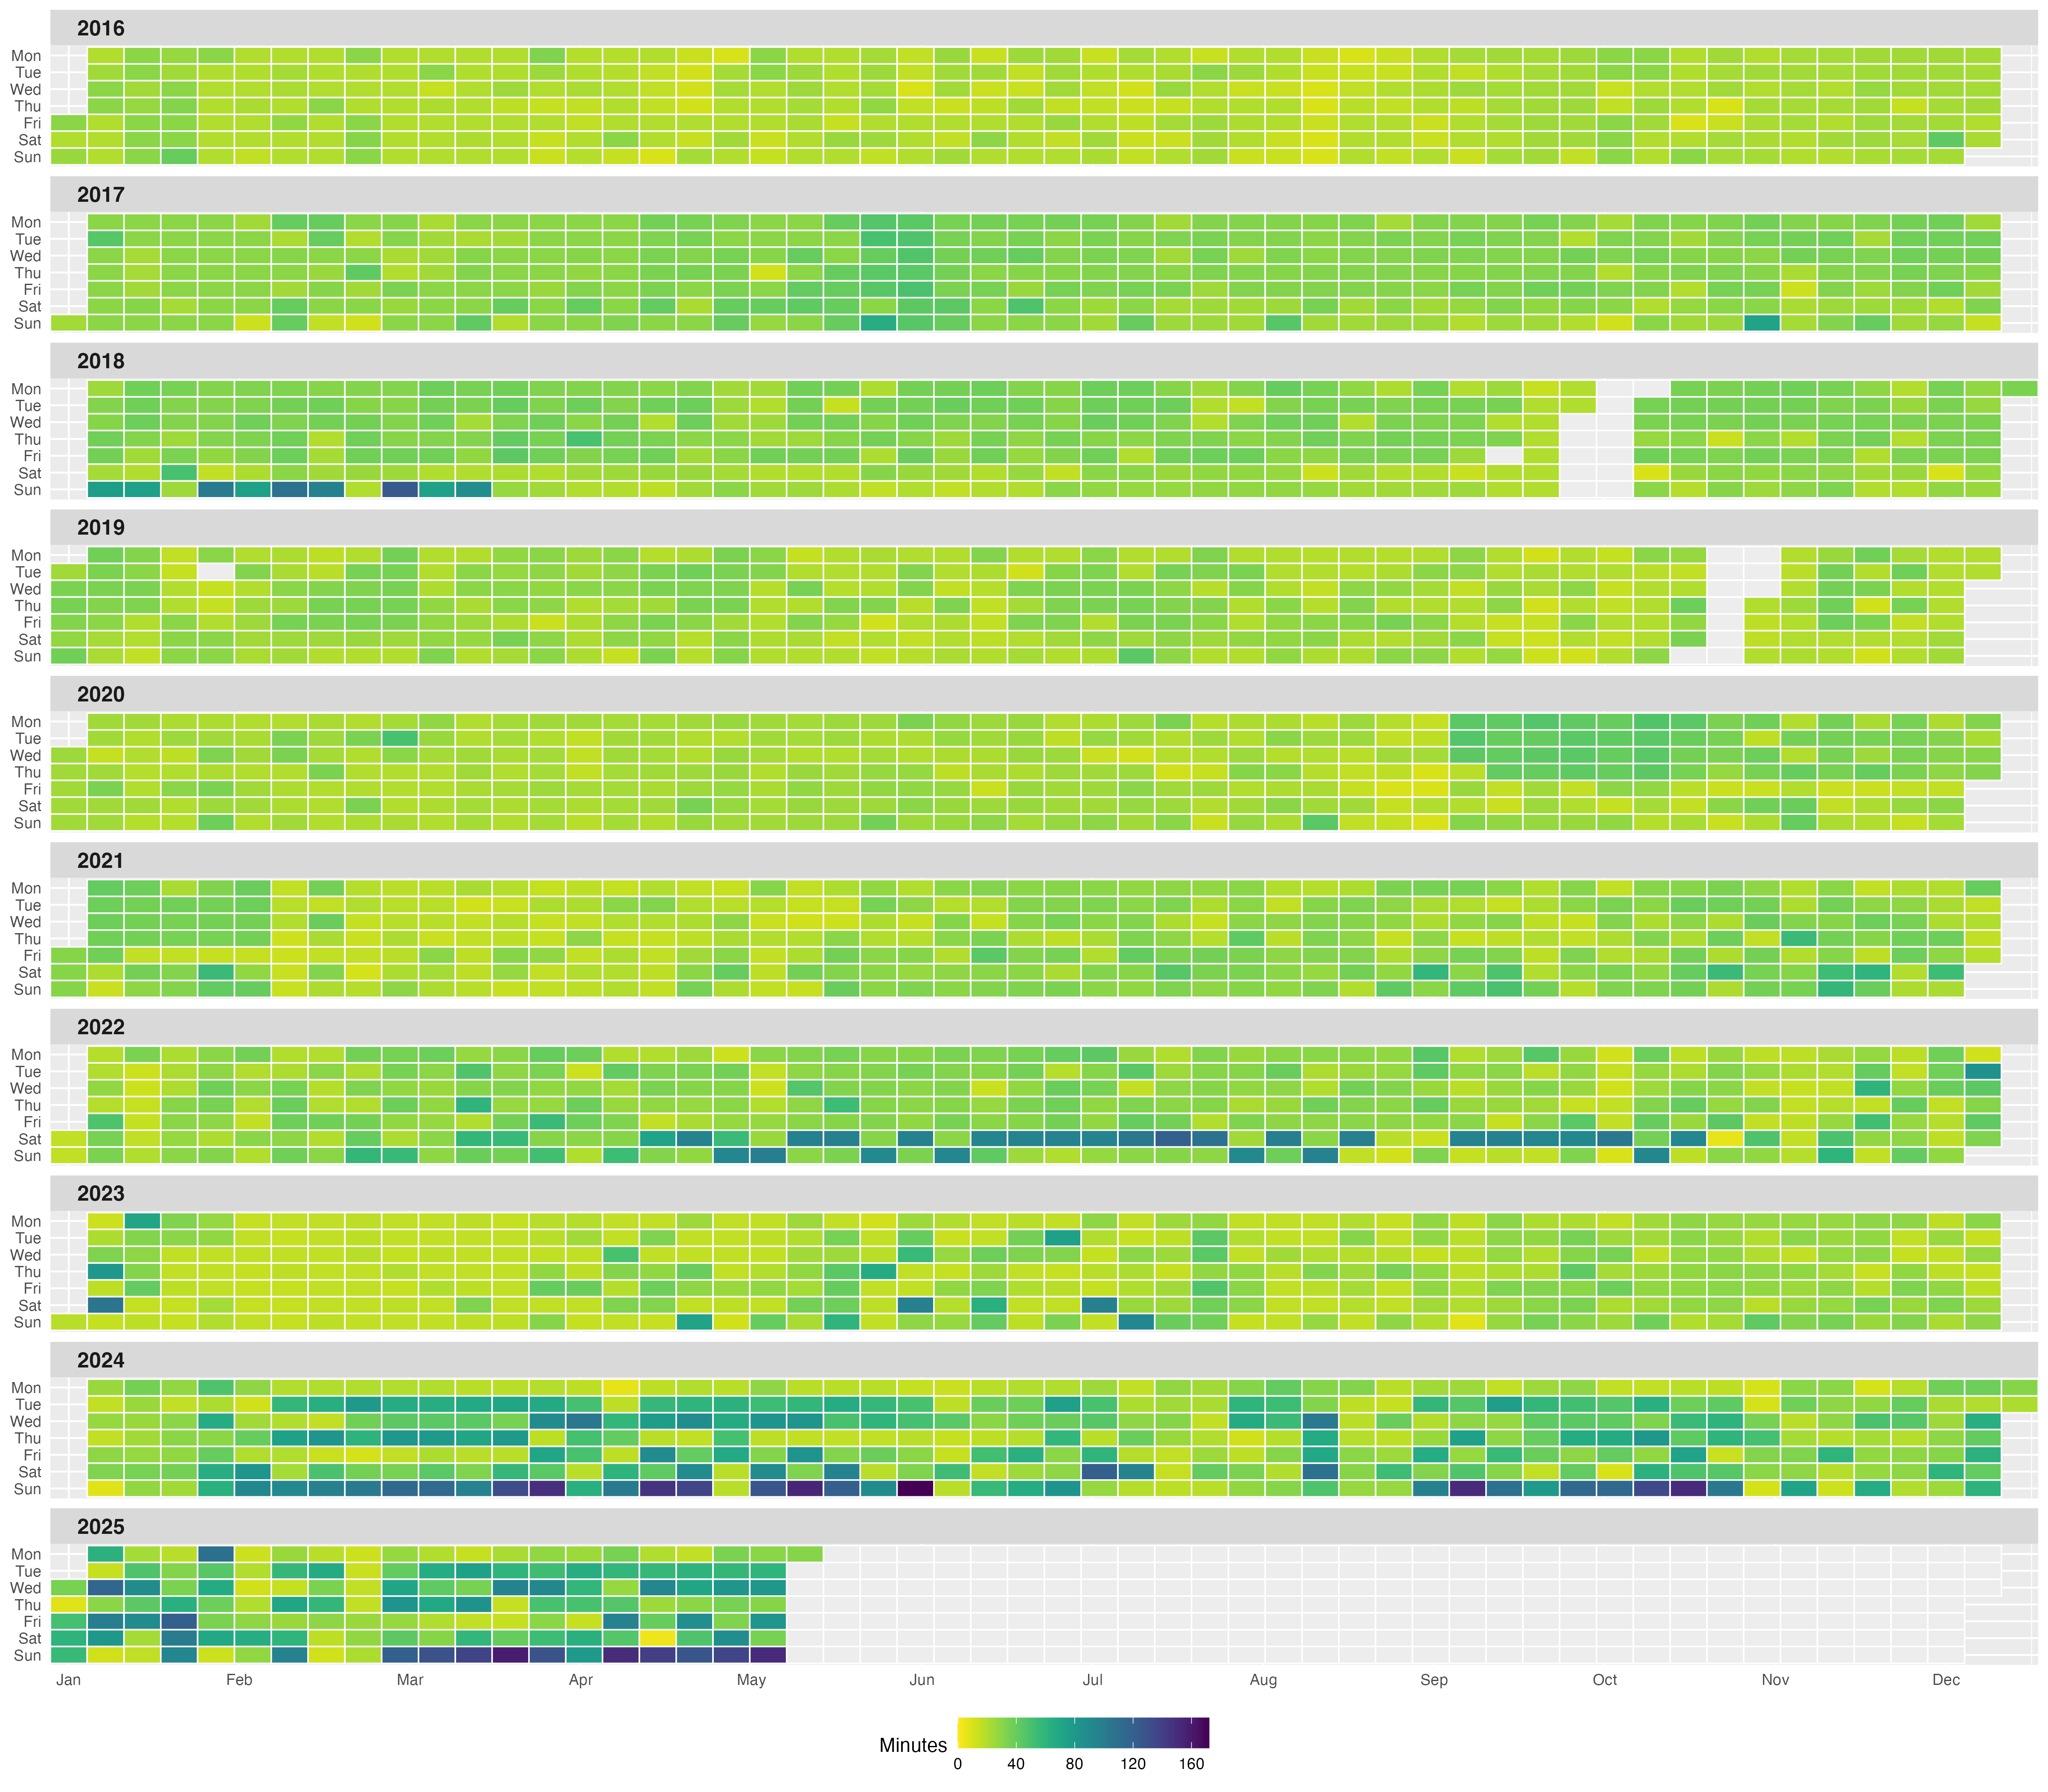 2016
Mon
Tue
Wed
Thu
Fri
Sat
Sun
2017
Mon
Tue
Wed
Thu
Fri
Sat
Sun
2018
Mon
Tue
Wed
Thu
Fri
Sat
Sun
2019
Mon
Tue
Wed
Thu
Fri
Sat
Sun
2020
Mon
Tue
Wed
Thu
Fri
Sat
Sun
2021
Mon
Tue
Wed
Thu
Fri
Sat
Sun
2022
Mon
Tue
Wed
Thu
Fri
Sat
Sun
2023
Mon
Tue
Wed
Thu
Fri
Sat
Sun
2024
Mon
Tue
Wed
Thu
Fri
Sat
Sun
2025
Mon
Tue
Wed
Thu
Fri
Sat
Sun
Jan Feb Mar Apr May Jun Jul Aug Sep Oct Nov Dec
Minutes
0 40 80 120 160